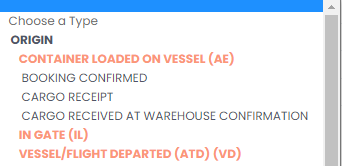 Choose a Type
ORIGIN
CONTAINER LOADED ON VESSEL (AE)
BOOKING CONFIRMED
CARGO RECEIPT
CARGO RECEIVED AT WAREHOUSE CONFIRMATION
IN GATE (IL)
VESSEL/FLIGHT DEPARTED (ATD) (VD)